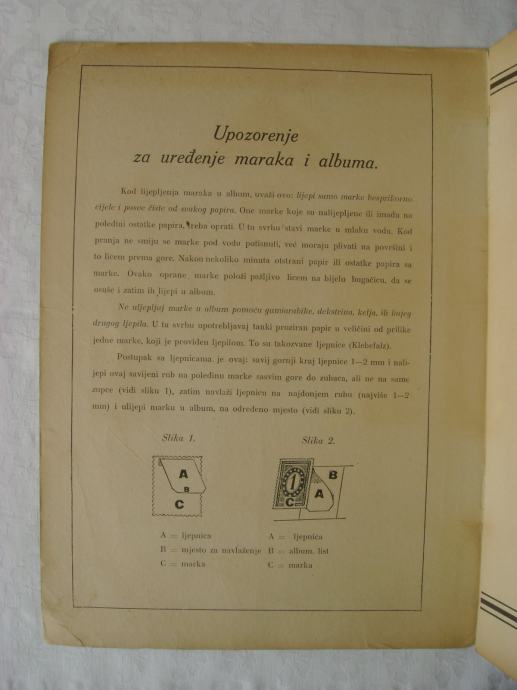 Upozorenje
za uređenje maraka i albuma.
Kod lijepljenja maraka u album, uvaži ovo: lijepi samo marke besprikorno
cijele i posve čiste od svakog papira. One marke koje su nalijepljene ili imadu na
poleđini ostatke papira, treba oprati. U tu svrhu stavi marke u mlaku vodu. Kod
pranja ne smiju se marke pod vodu potisnuti, već moraju plivati na površini i
to licem prema gore. Nakon nekoliko minuta otstrani papir ili ostatke papira sa
marke. Ovako oprane marke položi pažljivo licem na bijelo bugačicu, da se
osuše i zatim ih lijepi u album.
Ne uljepljuj marke u album pomoću gumiarabike, dekstrina, kelja, ili kojeg
drugog ljepila. U tu svrhu upotrebljavaj tanki proziran papir u veličini od prilike
jedne marke, koji je provideu ljepilom. To su takozvane ljepnice (Klebefalz).
Postupak sa ljepnicama je ovaj: savij gornji kraj ljepnice 1—2 mm i nali-
jepi ovaj savijeni rub na poleđinu marke sasvim gore do zubaca, ali ne na same
zupce (vidi sliku 1), zatim navlaži ljepnicu na najdonjem rubu (najviše 1—2
mm) i ulijepi marku u album, na određeno mjesto (vidi sliku 2).
Slika 1.
A
B
C
A = ljepnica
B = mjesto za navlaženje
C = marka
Slika 2.
1
B
A
C
A = ljepnica
B = album. list
C = marka